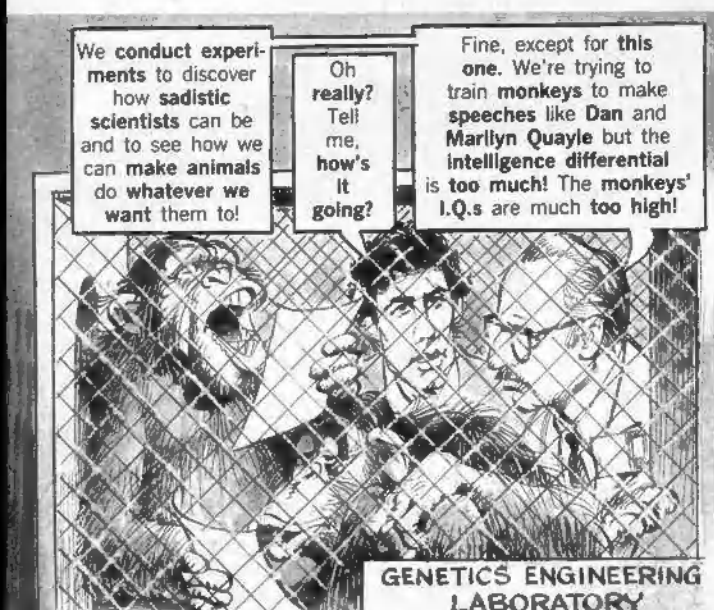 We conduct experi-
ments to discover
how sadistic
scientists can be
and to see how we
can make animals
do whatever we
want them to!
Oh
really?
Tell
me,
how's
it
going?
Fine, except for this
one. We're trying to
train monkeys to make
speeches like Dan and
Marilyn Quayle but the
intelligence differential
is too much! The monkeys'
I.Q.s are much too high!
GENETICS ENGINEERING
LABORATORY